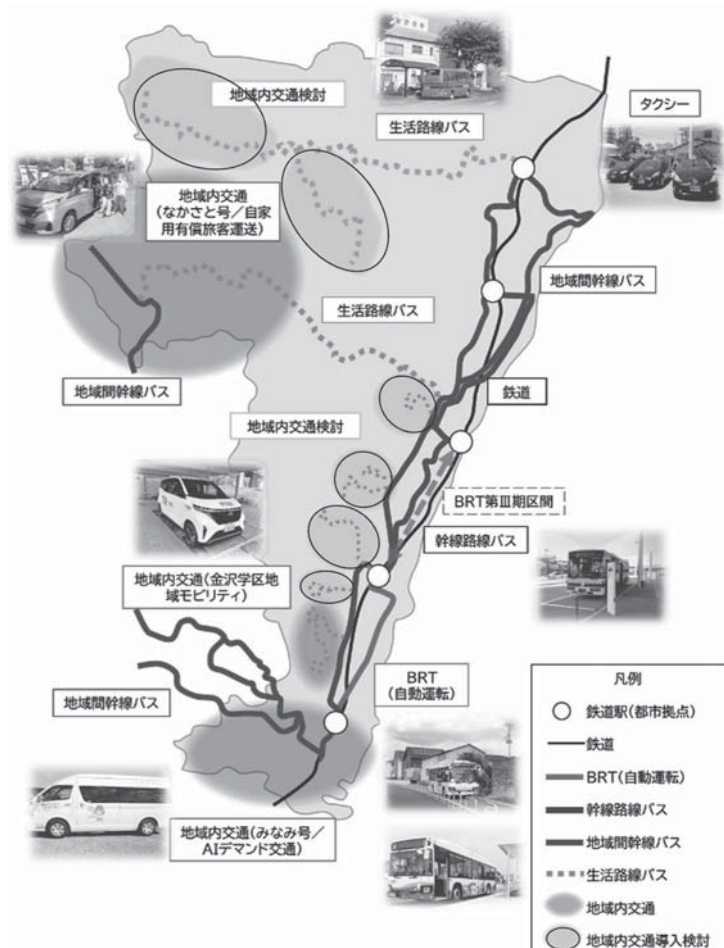 地域内交通検討
生活路線バス
タクシー
地域内交通
(なかさと号／自家
用有償旅客運送)
地域間幹線バス
生活路線バス
地域間幹線バス
鉄道
地域内交通検討
BRT第Ⅲ期区間
幹線路線バス
地域内交通(金沢学区地
域モビリティ)
地域間幹線バス
BRT
(自動運転)
地域内交通(みなみ号／
AIデマンド交通)
凡例
鉄道駅(都市拠点)
鉄道
BRT(自動運転)
幹線路線バス
地域間幹線バス
生活路線バス
地域内交通
地域内交通導入検討